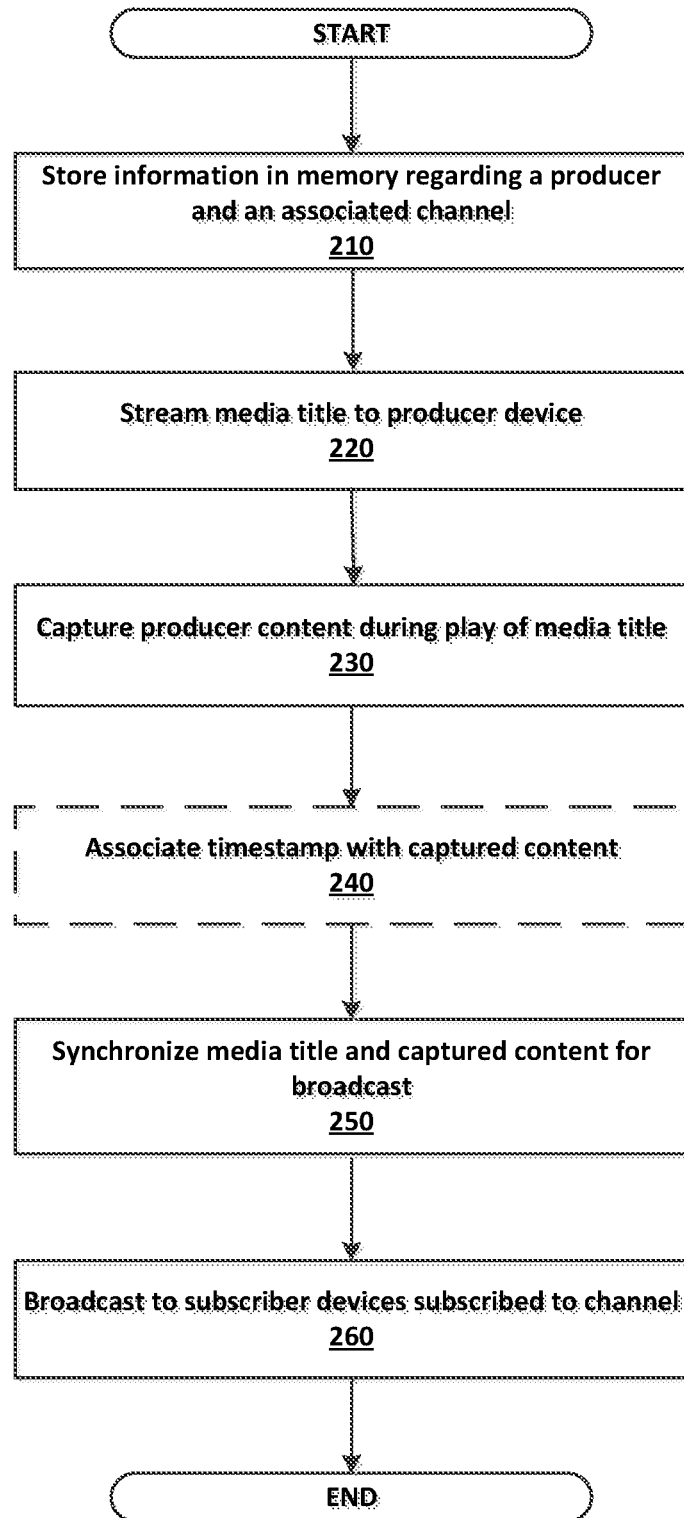 START
Store information in memory regarding a producer
and an associated channel
210
Stream media title to producer device
220
Capture producer content during play of media title
230
Associate timestamp with captured content
240
Synchronize media title and captured content for
broadcast
250
Broadcast to subscriber devices subscribed to channel
260
END